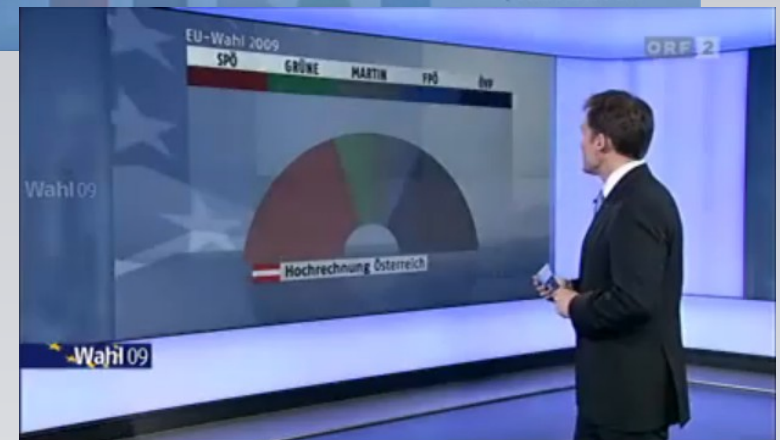 EU-Wahl 2009
ORF 2
SPÖ GRÜNE MARTIN FPÖ ÖVP
Wahl 09
Hochrechnung Österreich
Wahl 09